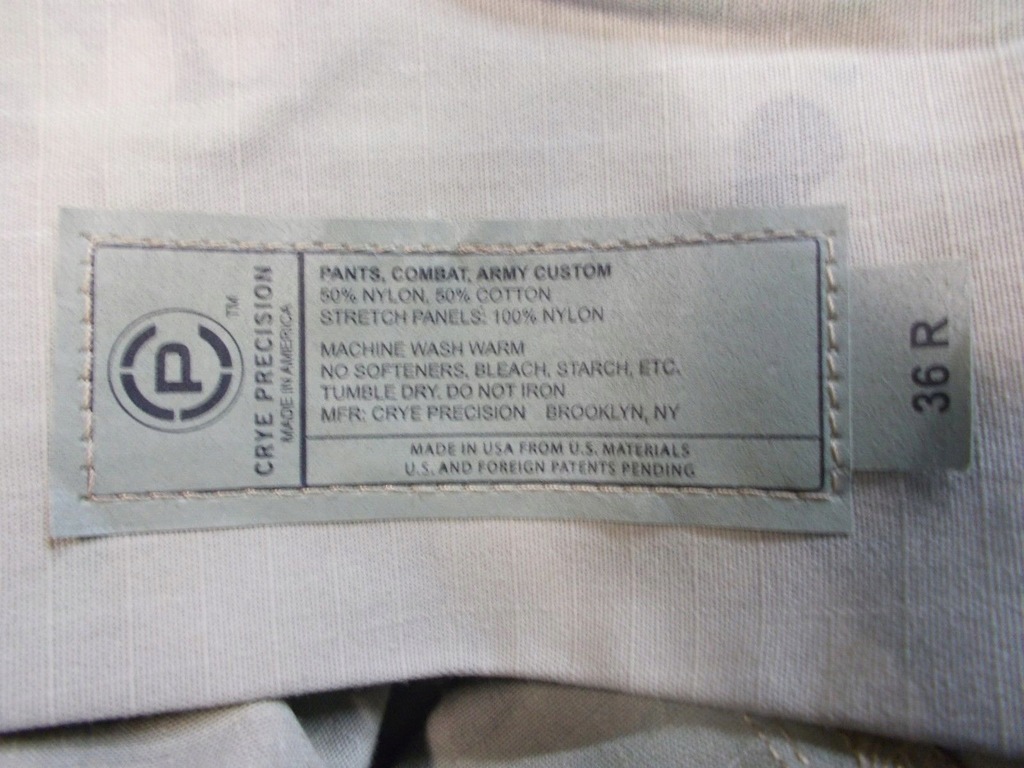 P
TM
CRYE PRECISION
MADE IN AMERICA
PANTS, COMBAT, ARMY CUSTOM
50% NYLON, 50% COTTON
STRETCH PANELS: 100% NYLON
MACHINE WASH WARM
NO SOFTENERS, BLEACH, STARCH, ETC.
TUMBLE DRY. DO NOT IRON
MFR: CRYE PRECISION BROOKLYN, NY
MADE IN USA FROM U.S. MATERIALS
U.S. AND FOREIGN PATENTS PENDING
36 R